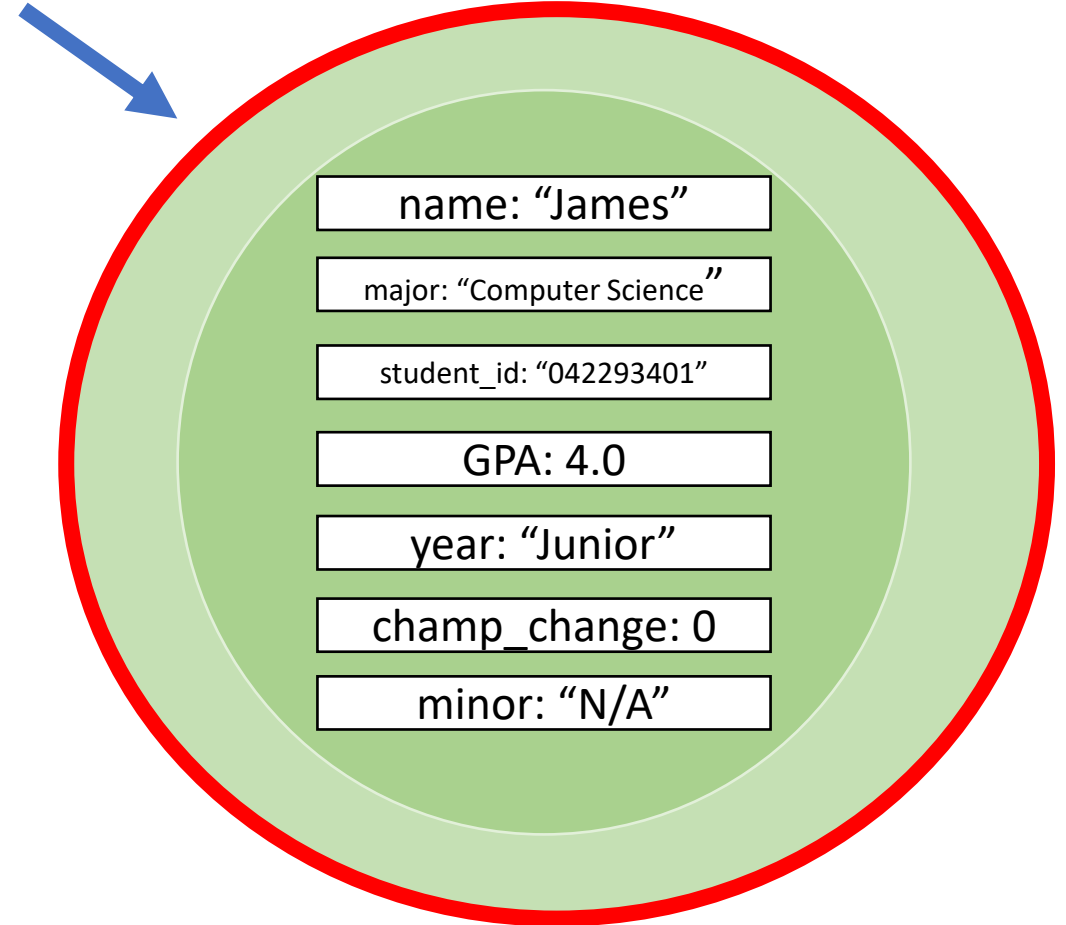 name: “James”
major: “Computer Science”
student_id: “042293401”
GPA: 4.0
year: “Junior”
champ_change: 0
minor: “N/A”